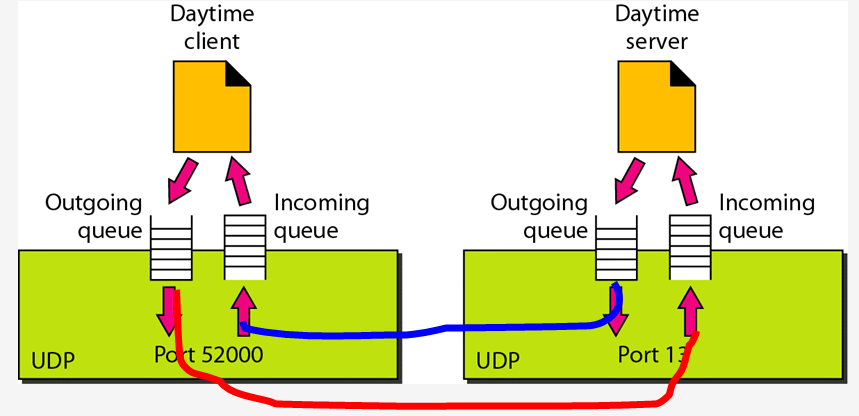 Daytime
client
Daytime
server
Outgoing
queue
Incoming
queue
Outgoing
queue
Incoming
queue
UDP
Port 52000
UDP
Port 13